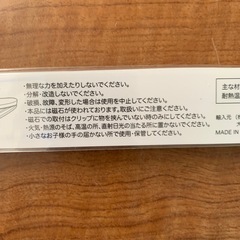 ・無理な力を加えたりしないでください。
・分解・改造しないでください。
・破損、故障、変形した場合は使用を中止してください。
・本品には磁石が使われております。取扱いにご注意ください。
・磁石での取付はクリップに物を挟んでいない時のみにしてください。
・火気・熱源のそば、高温の所、直射日光の当たる所に置かないでください。
・小さなお子様の手の届かない所で使用・保管してください。
主な材
耐熱温
輸入元
MADE IN